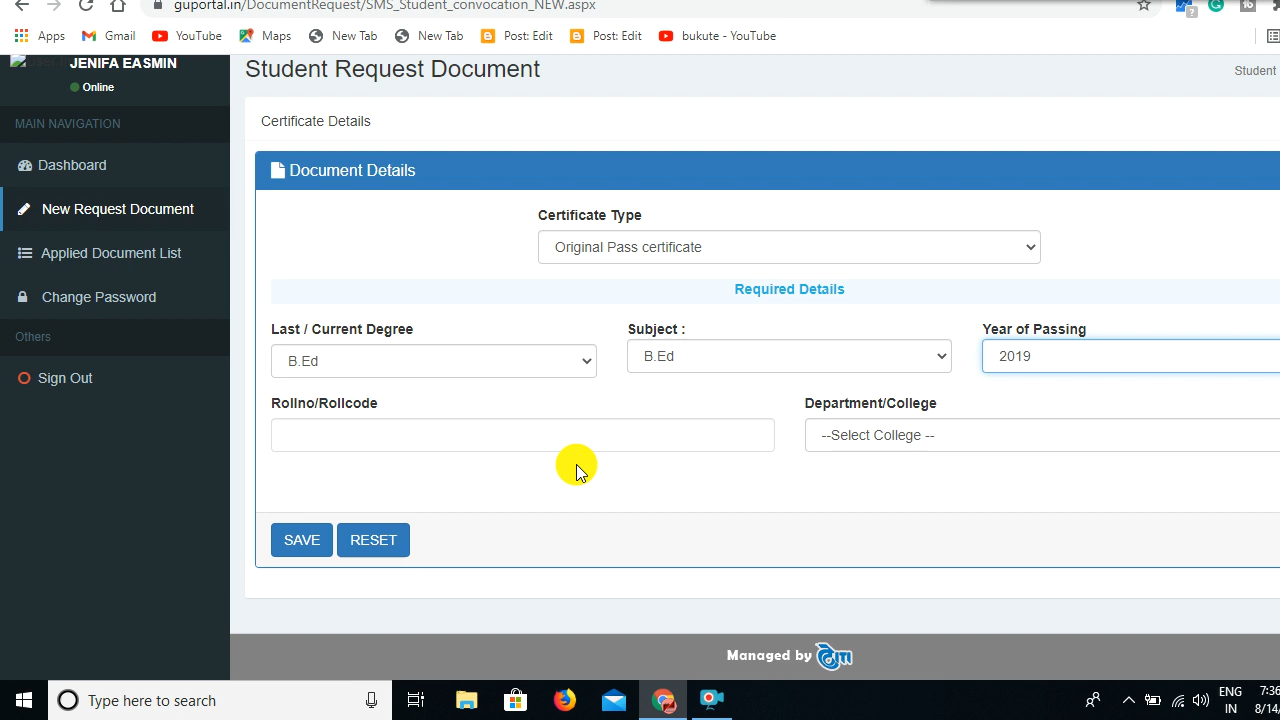 guportal.in/DocumentRequest/SMS_Student_convocation_NEW.aspx
Apps Gmail YouTube Maps New Tab New Tab Post: Edit Post: Edit bukute - YouTube
JENIFA EASMIN
Online
MAIN NAVIGATION
Dashboard
New Request Document
Applied Document List
Change Password
Others
Sign Out
Student Request Document
Student
Certificate Details
Document Details
Certificate Type
Original Pass certificate
Required Details
Last / Current Degree
Subject :
Year of Passing
B.Ed
B.Ed
2019
Rollno/Rollcode
Department/College
--Select College --
SAVE
RESET
Managed by
Type here to search
ENG
IN
7:36
8/14/